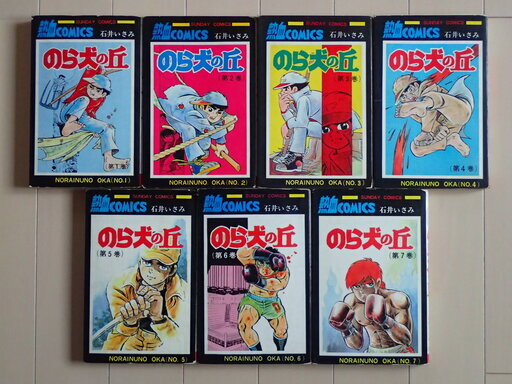 SUNDAY COMICS
熱血COMICS 石井いさみ
のら犬の丘
(第1巻)
NORAINUNO OKA (NO. 1)
SUNDAY COMICS
熱血COMICS 石井いさみ
のら犬の丘
(第2巻)
NORAINUNO OKA (NO. 2)
SUNDAY COMICS
熱血COMICS 石井いさみ
のら犬の丘
(第3巻)
NORAINUNO OKA (NO. 3)
SUNDAY COMICS
熱血COMICS 石井いさみ
のら犬の丘
(第4巻)
NORAINUNO OKA (NO. 4)
SUNDAY COMICS
熱血COMICS 石井いさみ
のら犬の丘
(第5巻)
NORAINUNO OKA (NO. 5)
SUNDAY COMICS
熱血COMICS 石井いさみ
のら犬の丘
(第6巻)
NORAINUNO OKA (NO. 6)
SUNDAY COMICS
熱血COMICS 石井いさみ
のら犬の丘
(第7巻)
NORAINUNO OKA (NO. 7)